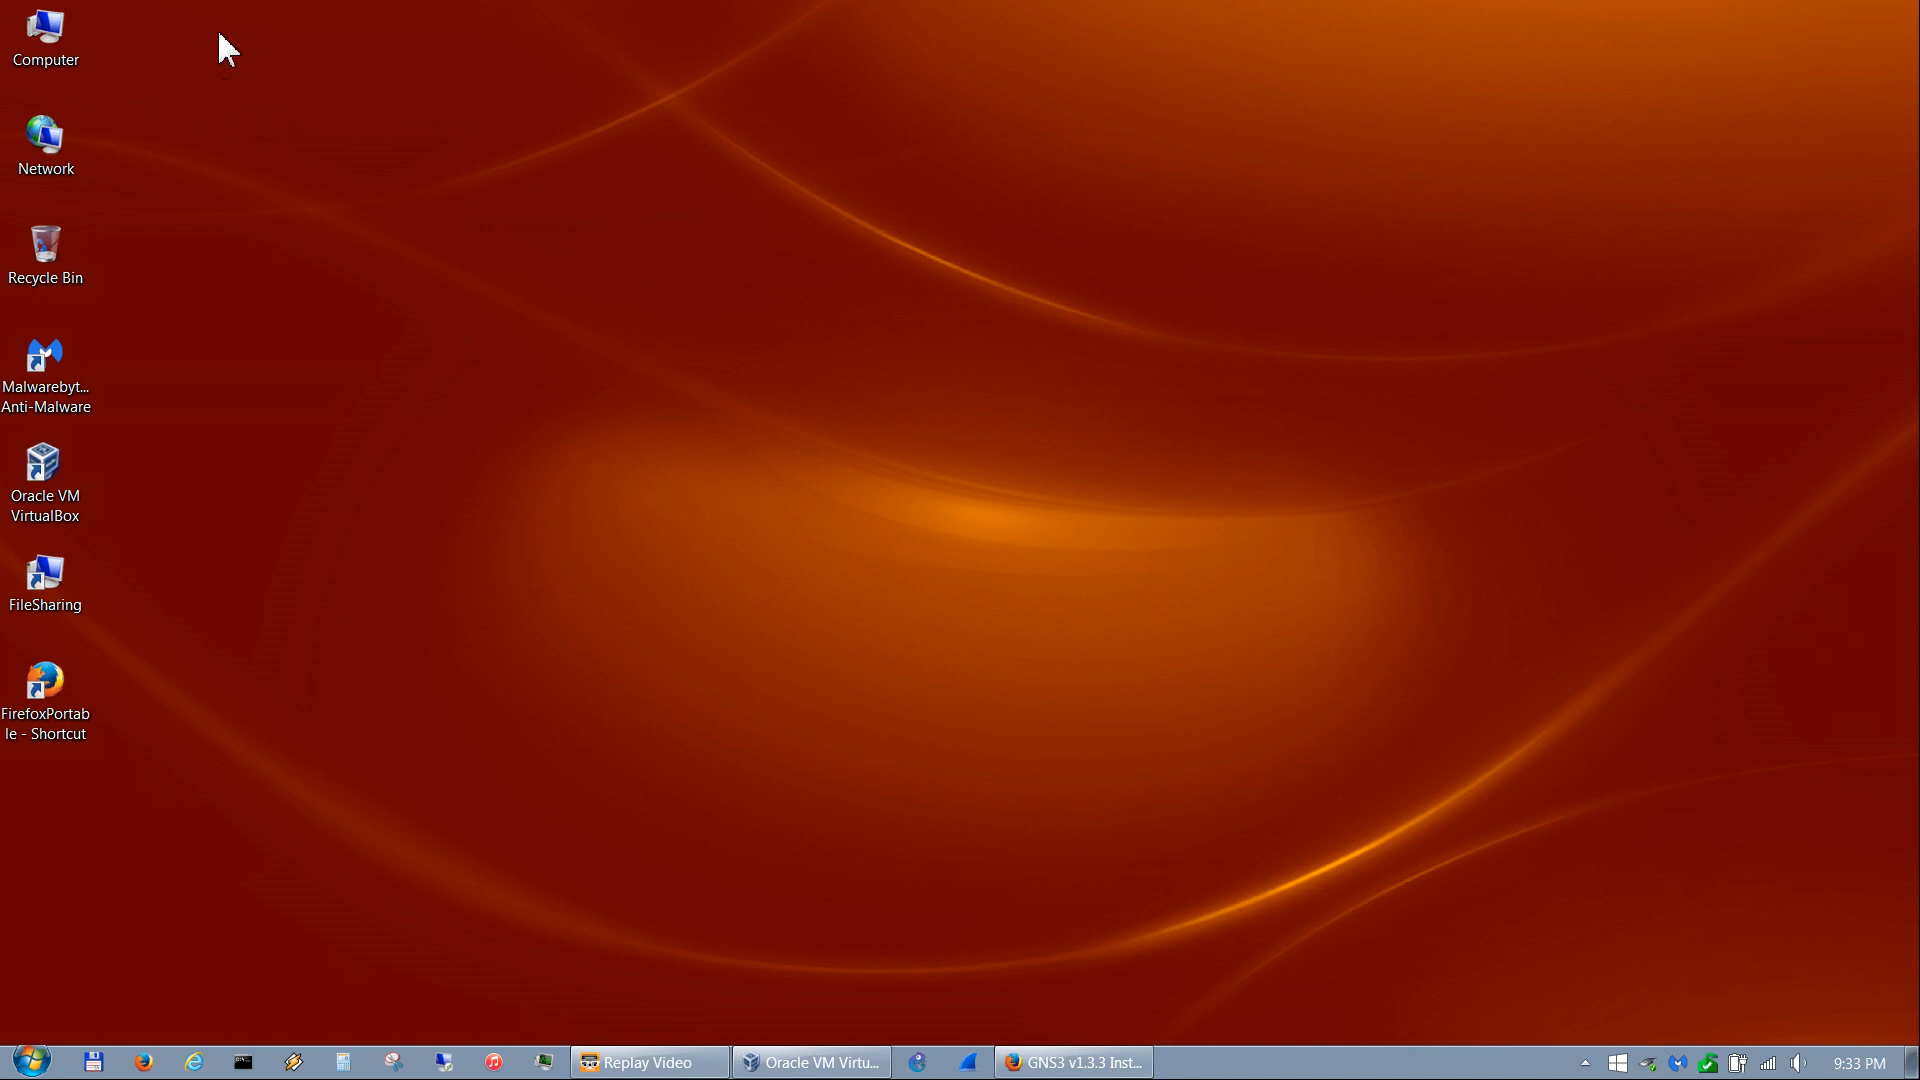 Computer
Network
Recycle Bin
Malwarebyt...
Anti-Malware
Oracle VM
VirtualBox
FileSharing
FirefoxPortab
le - Shortcut
Replay Video
Oracle VM Virtu...
GNS3 v1.3.3 Inst...
9:33 PM